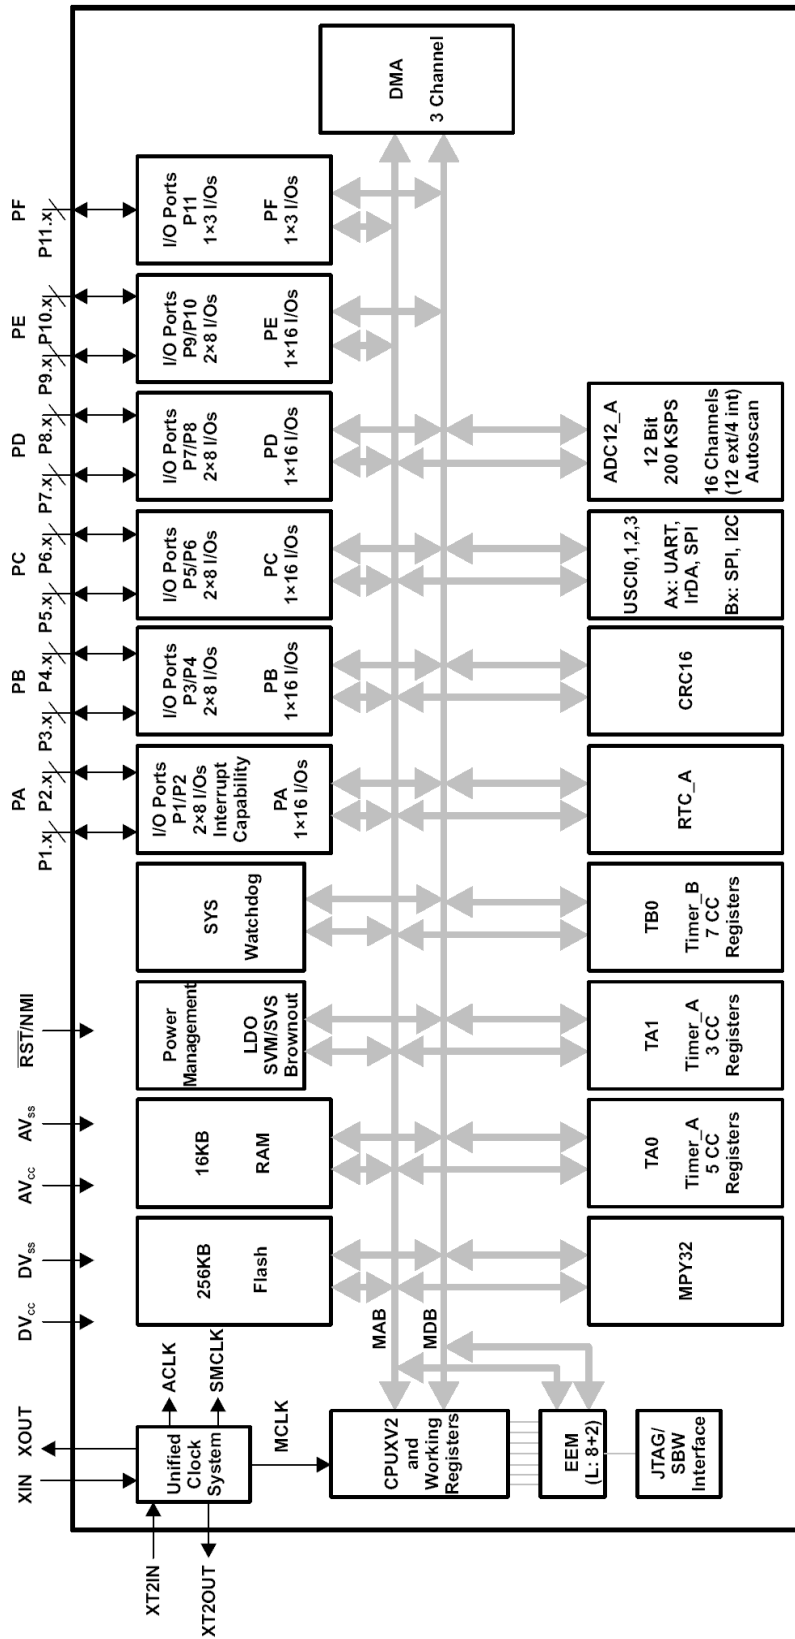 XIN
XOUT
DVcc
DVss
AVcc
AVss
RST/NMI
PA
P1.x
P2.x
PB
P3.x
P4.x
PC
P5.x
P6.x
PD
P7.x
P8.x
PE
P9.x
P10.x
PF
P11.x
XT2IN
XT2OUT
Unified
Clock
System
ACLK
SMCLK
MCLK
256KB
Flash
16KB
RAM
Power
Management
LDO
SVM/SVS
Brownout
SYS
Watchdog
I/O Ports
P1/P2
2×8 I/Os
Interrupt
Capability
PA
1×16 I/Os
I/O Ports
P3/P4
2×8 I/Os
PB
1×16 I/Os
I/O Ports
P5/P6
2×8 I/Os
PC
1×16 I/Os
I/O Ports
P7/P8
2×8 I/Os
PD
1×16 I/Os
I/O Ports
P9/P10
2×8 I/Os
PE
1×16 I/Os
I/O Ports
P11
1×3 I/Os
PF
1×3 I/Os
CPUXV2
and
Working
Registers
MAB
MDB
DMA
3 Channel
EEM
(L: 8+2)
JTAG/
SBW
Interface
MPY32
TA0
Timer_A
5 CC
Registers
TA1
Timer_A
3 CC
Registers
TB0
Timer_B
7 CC
Registers
RTC_A
CRC16
USCI0,1,2,3
Ax: UART,
IrDA, SPI
Bx: SPI, I2C
ADC12_A
12 Bit
200 KSPS
16 Channels
(12 ext/4 int)
Autoscan